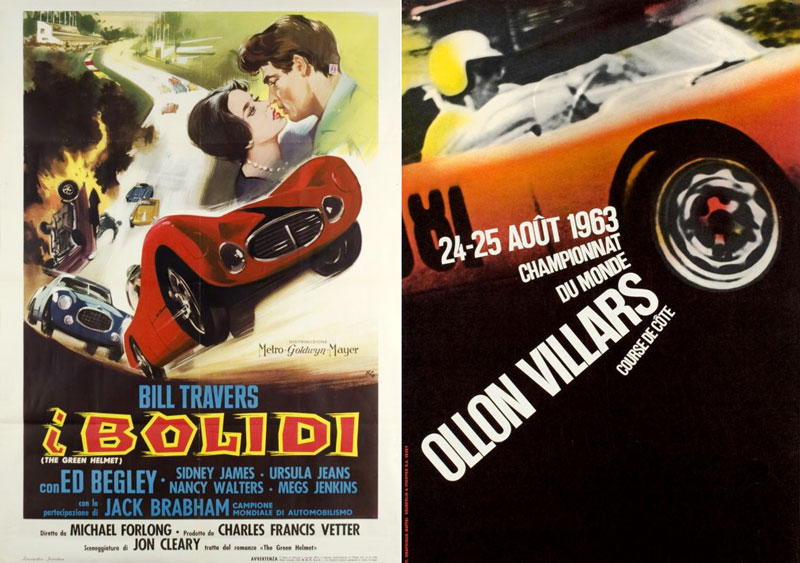 DISTRIBUZIONE
Metro-Goldwyn-Mayer
BILL TRAVERS
i BOLIDI
(THE GREEN HELMET)
con ED BEGLEY · SIDNEY JAMES · URSULA JEANS
NANCY WALTERS · MEGS JENKINS
con la
partecipazione di JACK BRABHAM CAMPIONE
MONDIALE DI AUTOMOBILISMO
Diretto da MICHAEL FORLONG · Prodotto da CHARLES FRANCIS VETTER
Sceneggiatura di JON CLEARY tratta dal romanzo «The Green Helmet»
AVVERTENZA
181
24-25 AOÛT 1963
CHAMPIONNAT
DU MONDE
OLLON VILLARS
COURSE DE CÔTE